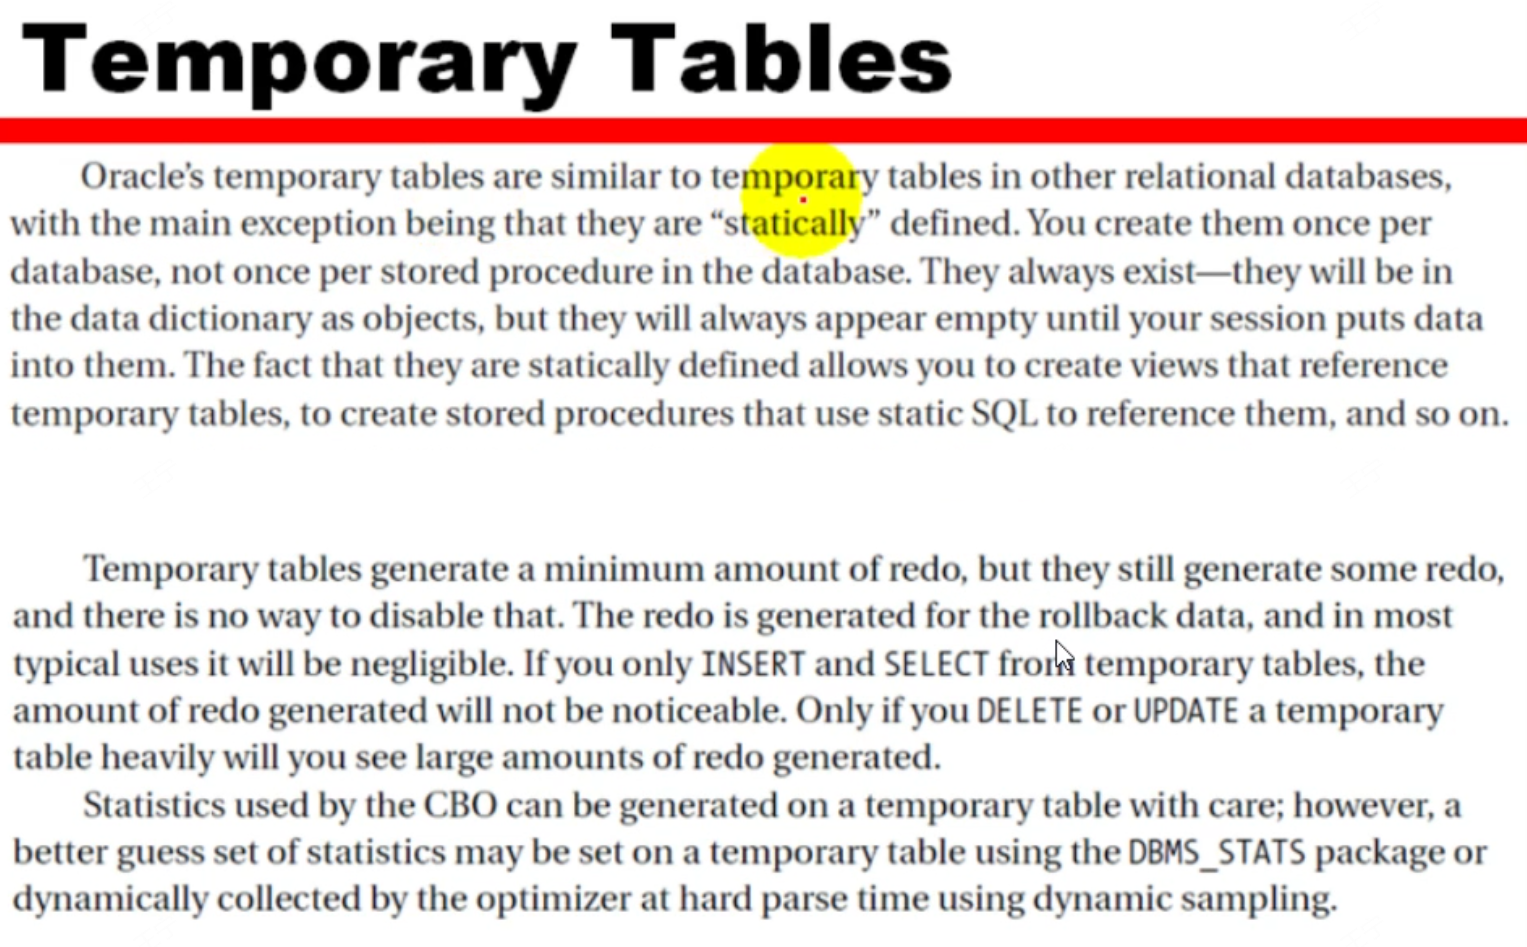 Temporary Tables
Oracle’s temporary tables are similar to temporary tables in other relational databases,
with the main exception being that they are “statically” defined. You create them once per
database, not once per stored procedure in the database. They always exist—they will be in
the data dictionary as objects, but they will always appear empty until your session puts data
into them. The fact that they are statically defined allows you to create views that reference
temporary tables, to create stored procedures that use static SQL to reference them, and so on.
Temporary tables generate a minimum amount of redo, but they still generate some redo,
and there is no way to disable that. The redo is generated for the rollback data, and in most
typical uses it will be negligible. If you only INSERT and SELECT from temporary tables, the
amount of redo generated will not be noticeable. Only if you DELETE or UPDATE a temporary
table heavily will you see large amounts of redo generated.
Statistics used by the CBO can be generated on a temporary table with care; however, a
better guess set of statistics may be set on a temporary table using the DBMS_STATS package or
dynamically collected by the optimizer at hard parse time using dynamic sampling.